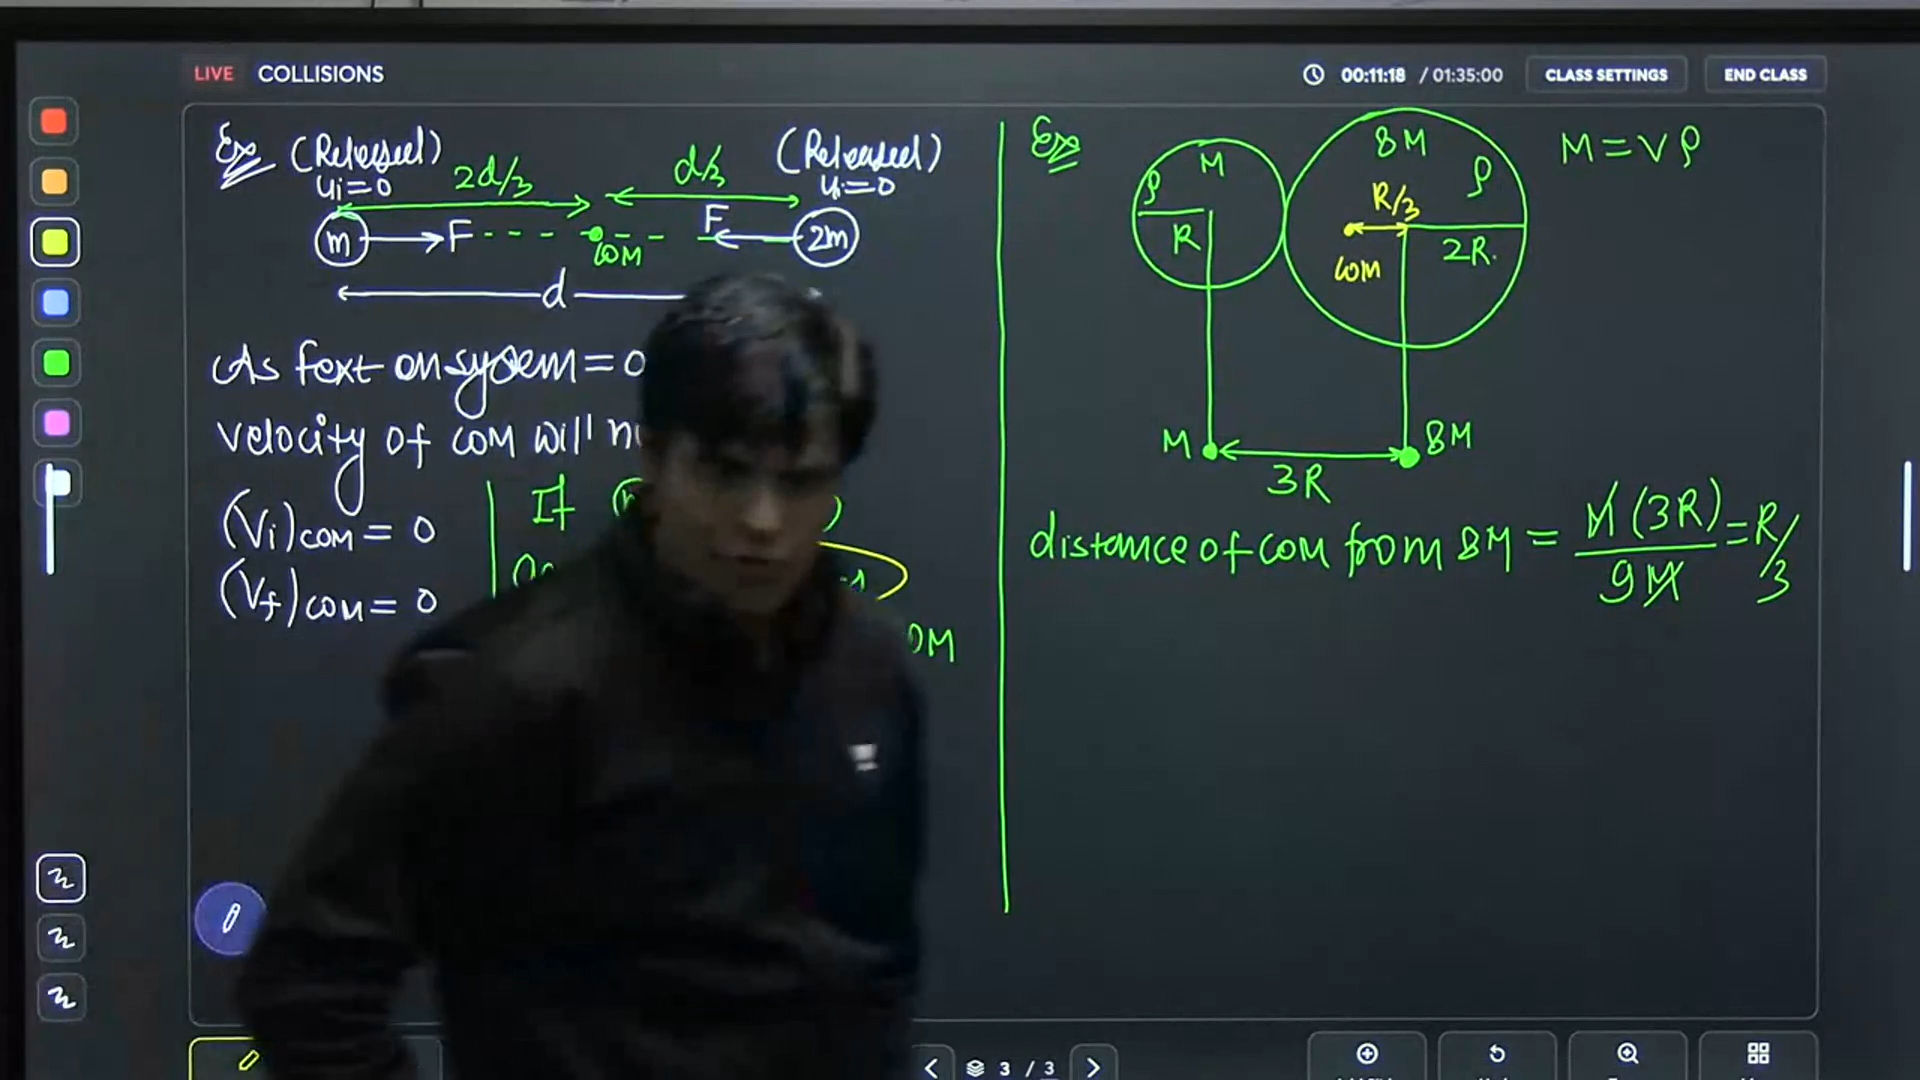 LIVE COLLISIONS
00:11:18 / 01:35:00 CLASS SETTINGS END CLASS
Ex (Released) (Released)
ui=0 2d/3 d/3 ui=0
m F COM F 2m
d
As fext on system = 0
velocity of COM will
(Vi)COM = 0
(Vf)COM = 0
If
OM
Ex M 8M M = Vρ
ρ ρ
R R/3 2R
COM
M 8M
3R
distance of COM from 8M = M(3R)/9M = R/3
3 / 3